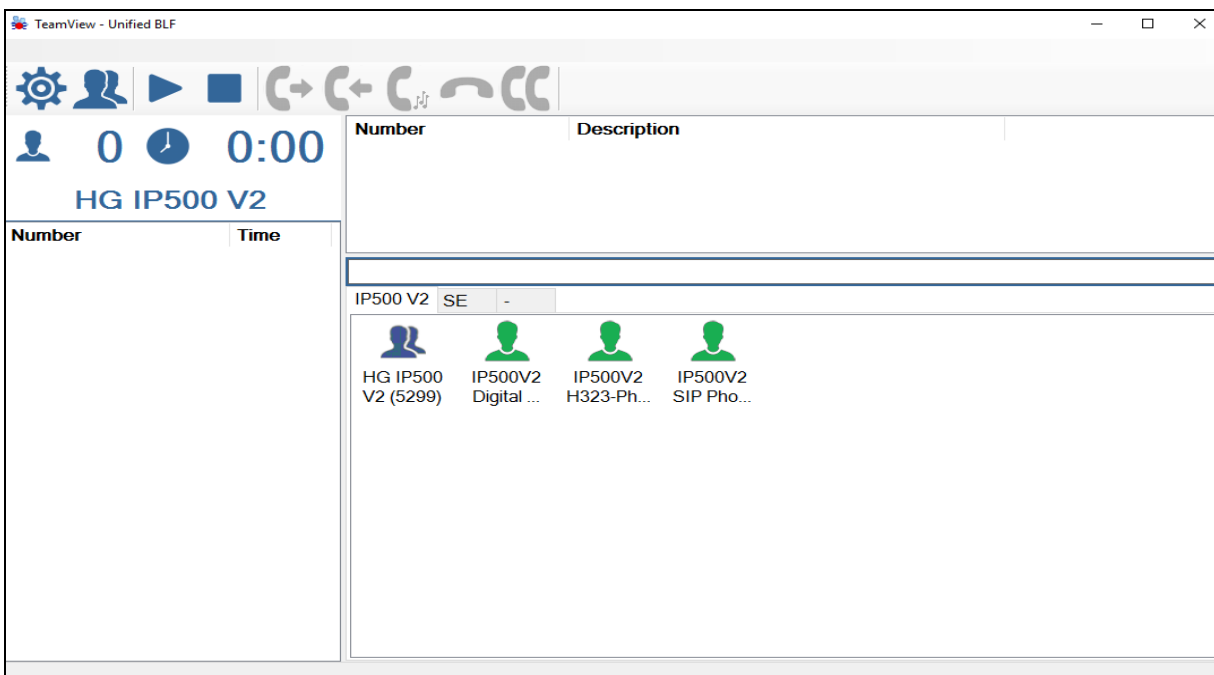 TeamView - Unified BLF
0 0:00
HG IP500 V2
Number Time
Number Description
IP500 V2 SE -
HG IP500 V2 (5299)
IP500V2 Digital ...
IP500V2 H323-Ph...
IP500V2 SIP Pho...